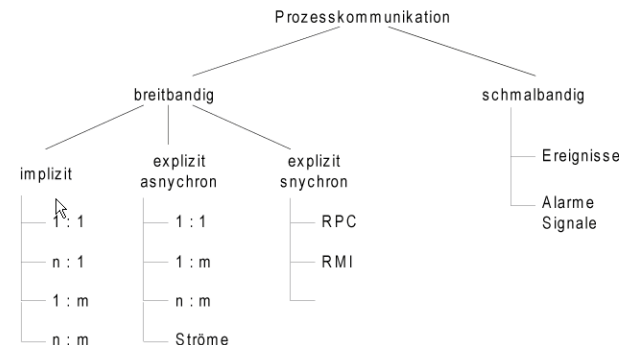 Prozesskommunikation
breitbandig
schmalbandig
implizit
1 : 1
n : 1
1 : m
n : m
explizit
asnychron
1 : 1
1 : m
n : m
Ströme
explizit
snychron
RPC
RMI
Ereignisse
Alarme
Signale